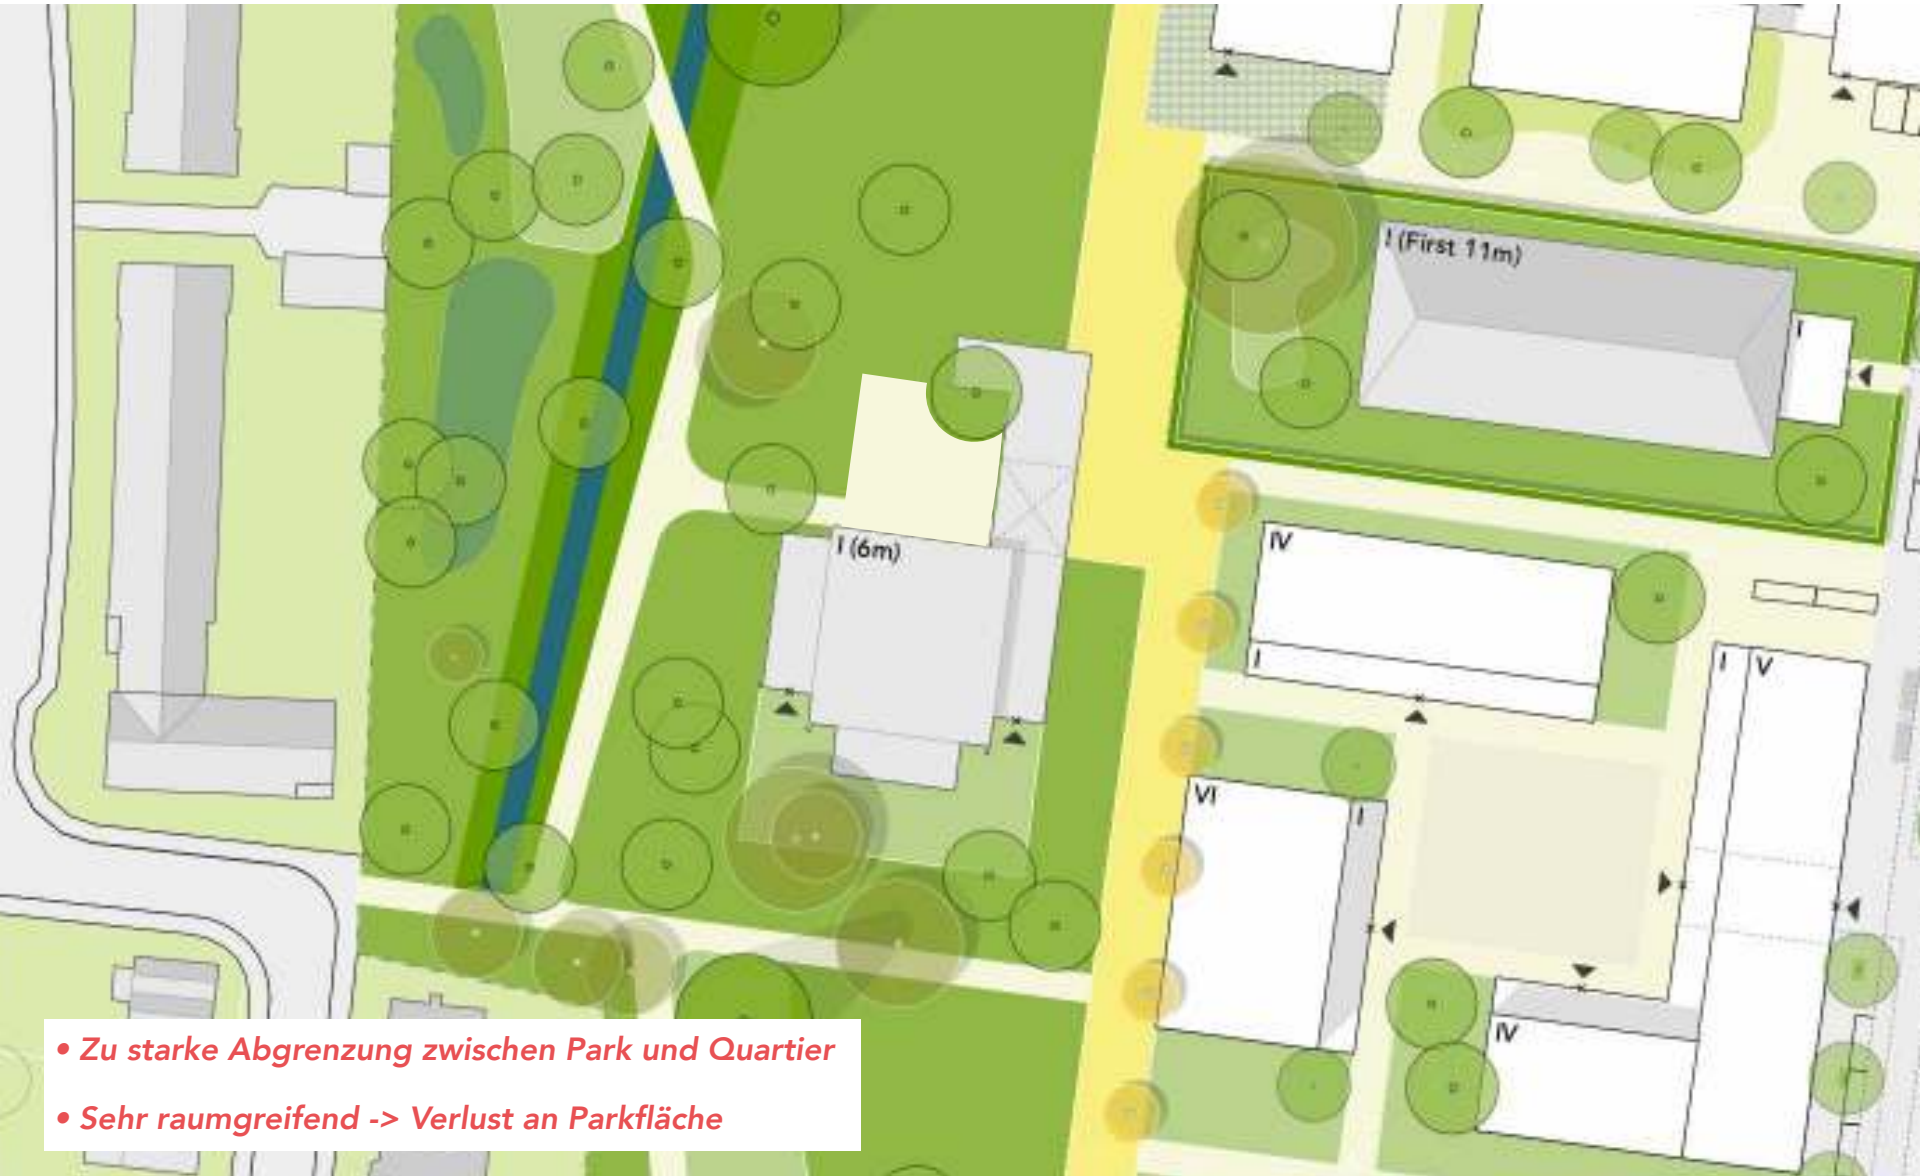 I (First 11m)
I
I (6m)
IV
I
I
V
VI
I
IV
• Zu starke Abgrenzung zwischen Park und Quartier
• Sehr raumgreifend -> Verlust an Parkfläche